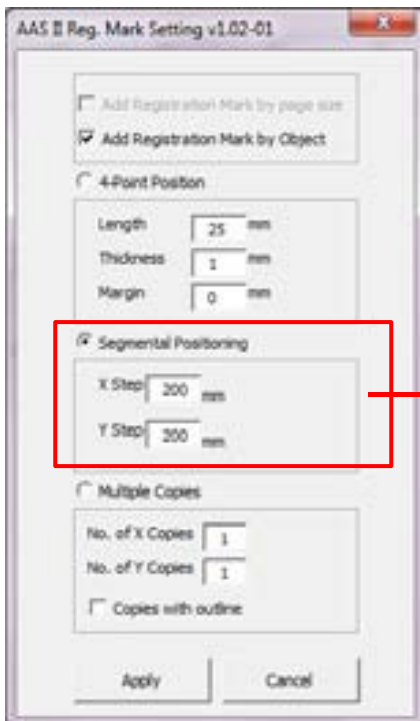 AAS II Reg. Mark Setting v1.02-01
Add Registration Mark by page size
Add Registration Mark by Object
4-Point Position
Length 25 mm
Thickness 1 mm
Margin 0 mm
Segmental Positioning
X Step 200 mm
Y Step 200 mm
Multiple Copies
No. of X Copies 1
No. of Y Copies 1
Copies with outline
Apply Cancel